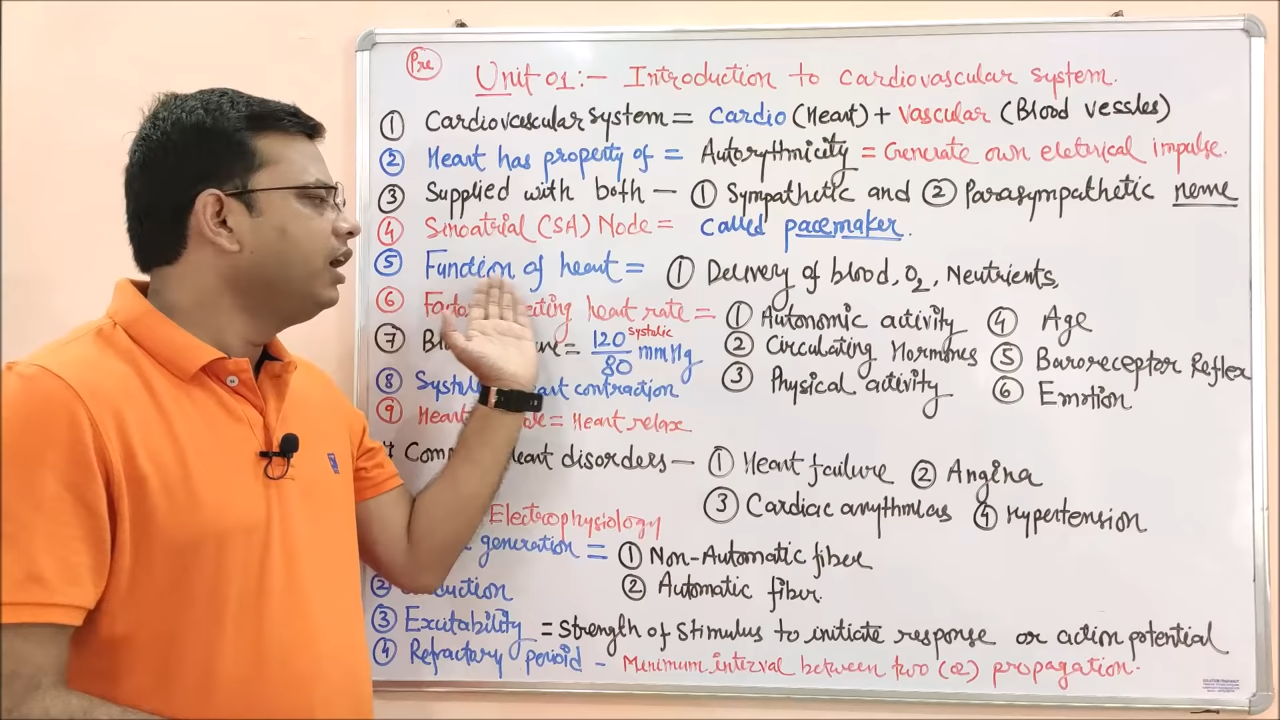 Pre
Unit 01:- Introduction to cardiovascular system.
① Cardiovascular system = Cardio (Heart) + Vascular (Blood vessles)
② Heart has property of = Autorythmicity = Generate own eletrical impulse.
③ Supplied with both — ① Sympathetic and ② Parasympathetic nerve
④ Sinoatrial (SA) Node = called pacemaker.
⑤ Function of heart = ① Delivery of blood, O2, Neutrients,
⑥ heart rate = ① Autonomic activity ④ Age
② Circulating Hormones ⑤ Baroreceptor Reflex
③ Physical activity ⑥ Emotion
⑦ = 120/80 systolic mmHg
⑧ contraction
⑨ Heart = Heart relax
# Heart disorders — ① Heart failure ② Angina
③ Cardiac arrythmias ④ Hypertension
Electrophysiology
generation = ① Non-Automatic fiber
② Automatic fiber.
②
③ Excitability = Strength of stimulus to initiate response or action potential
④ Refractory perioid - Minimum interval between two (2) propagation.